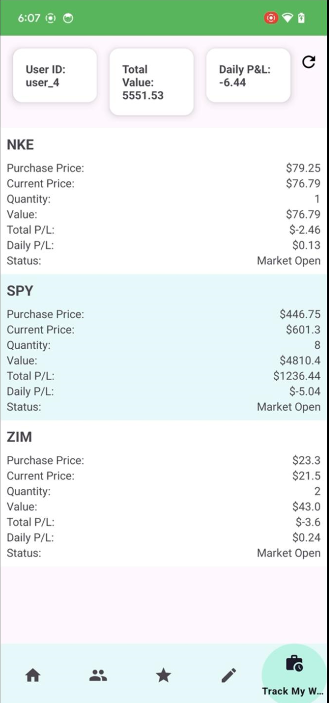 6:07
User ID:
user_4
Total
Value:
5551.53
Daily P&L:
-6.44
NKE
Purchase Price: $79.25
Current Price: $76.79
Quantity: 1
Value: $76.79
Total P/L: $-2.46
Daily P/L: $0.13
Status: Market Open
SPY
Purchase Price: $446.75
Current Price: $601.3
Quantity: 8
Value: $4810.4
Total P/L: $1236.44
Daily P/L: $-5.04
Status: Market Open
ZIM
Purchase Price: $23.3
Current Price: $21.5
Quantity: 2
Value: $43.0
Total P/L: $-3.6
Daily P/L: $0.24
Status: Market Open
Track My W...